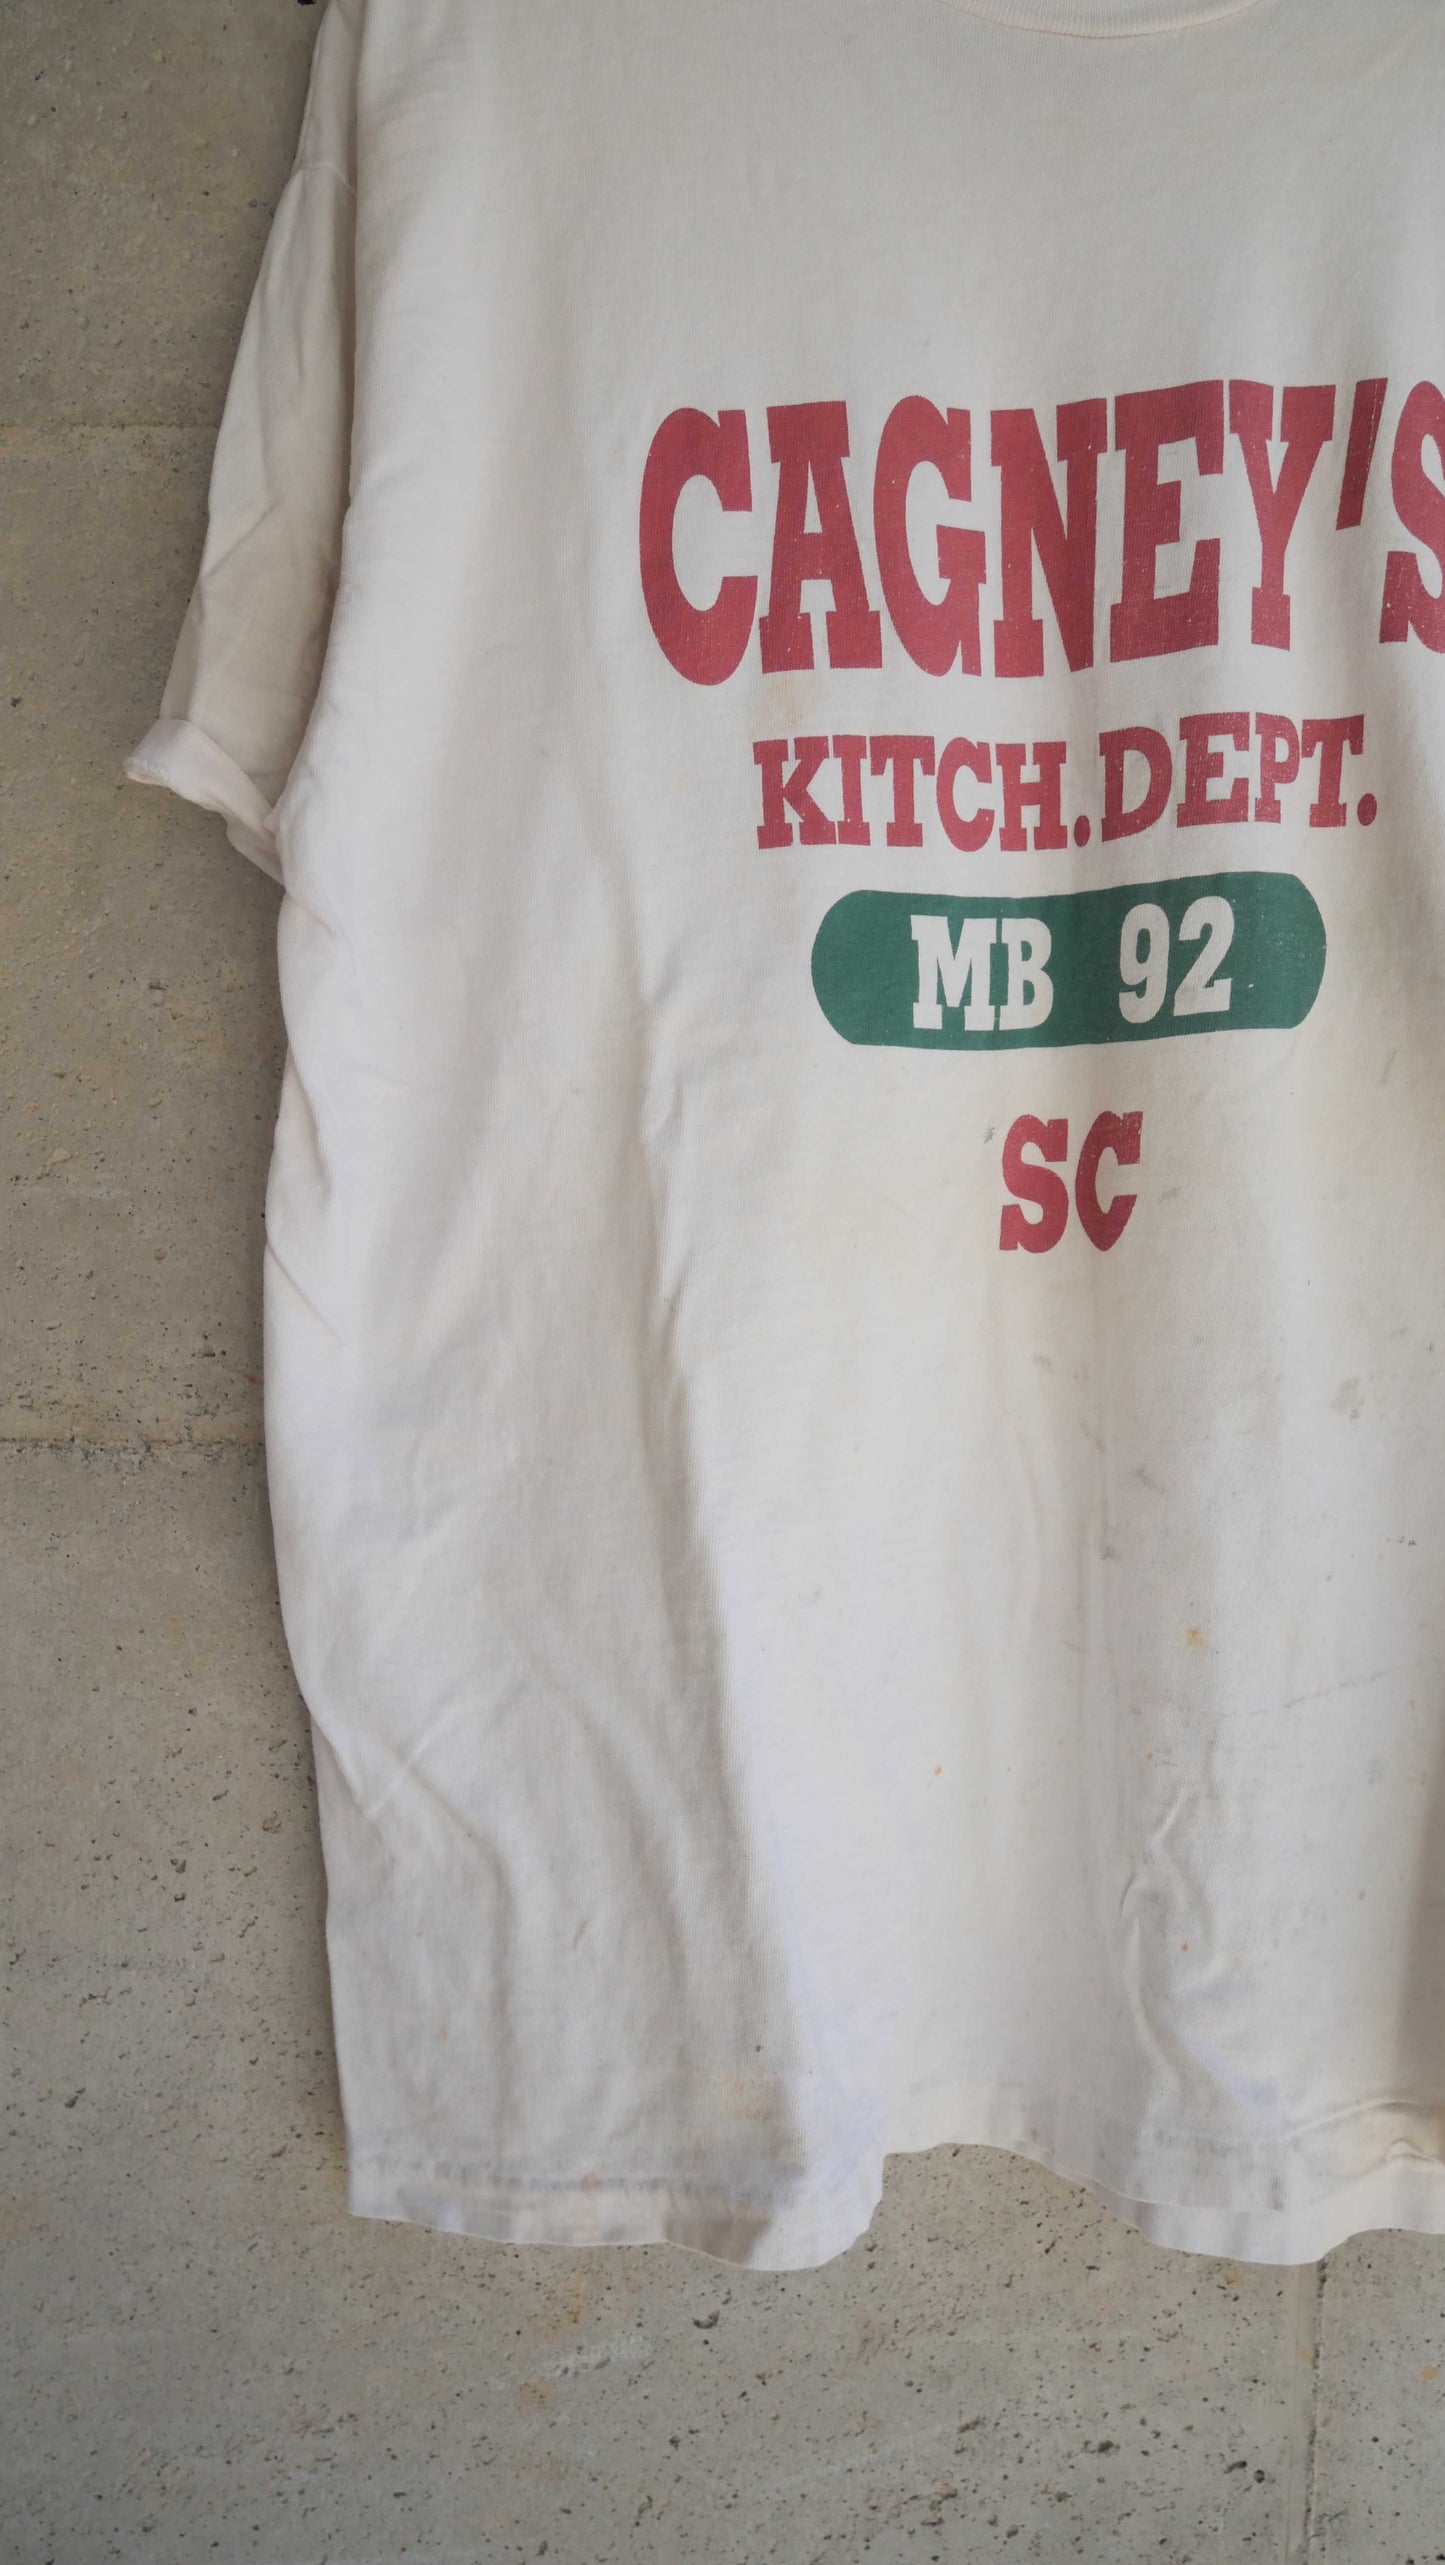 CAGNEY'S
KITCH. DEPT.
MB 92
SC